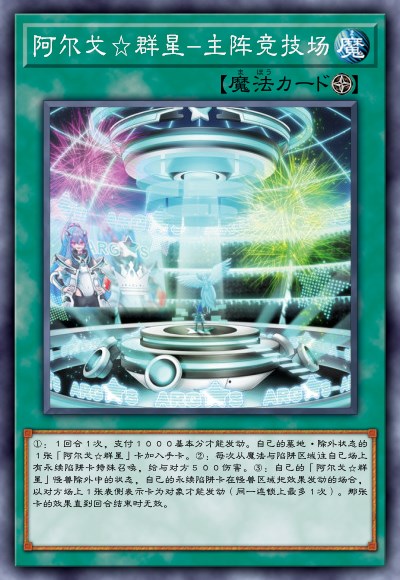 阿尔戈☆群星-主阵竞技场
魔
【魔法カード】
まほう
ARGOS
ARG☆S
ARG☆S
①：1回合1次，支付1000基本分才能发动。自己的墓地·除外状态的
1张「阿尔戈☆群星」卡加入手卡。②：每次从魔法与陷阱区域往自己场上
有永续陷阱卡特殊召唤，给与对方500伤害。③：自己的「阿尔戈☆群
星」怪兽除外中的状态，自己的永续陷阱卡在怪兽区域把效果发动的场合，
以对方场上1张表侧表示卡为对象才能发动（同一连锁上最多1次）。那张
卡的效果直到回合结束时无效。